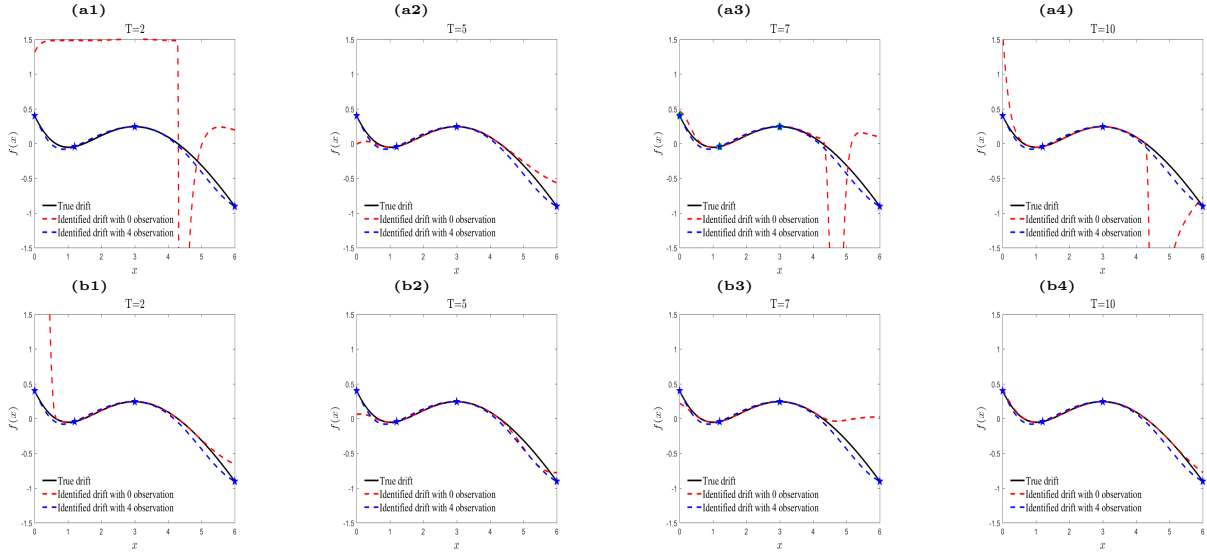 (a1) (a2) (a3) (a4)
T=2 T=5 T=7 T=10
1.5 1.5 1.5 1.5
1 1 1 1
0.5 0.5 0.5 0.5
0 0 0 0
-0.5 -0.5 -0.5 -0.5
-1 -1 -1 -1
-1.5 -1.5 -1.5 -1.5
f(x) f(x) f(x) f(x)
True drift True drift True drift True drift
Identified drift with 0 observation Identified drift with 0 observation Identified drift with 0 observation Identified drift with 0 observation
Identified drift with 4 observation Identified drift with 4 observation Identified drift with 4 observation Identified drift with 4 observation
0 1 2 3 4 5 6 0 1 2 3 4 5 6 0 1 2 3 4 5 6 0 1 2 3 4 5 6
x x x x
(b1) (b2) (b3) (b4)
T=2 T=5 T=7 T=10
1.5 1.5 1.5 1.5
1 1 1 1
0.5 0.5 0.5 0.5
0 0 0 0
-0.5 -0.5 -0.5 -0.5
-1 -1 -1 -1
-1.5 -1.5 -1.5 -1.5
f(x) f(x) f(x) f(x)
True drift True drift True drift True drift
Identified drift with 0 observation Identified drift with 0 observation Identified drift with 0 observation Identified drift with 0 observation
Identified drift with 4 observation Identified drift with 4 observation Identified drift with 4 observation Identified drift with 4 observation
0 1 2 3 4 5 6 0 1 2 3 4 5 6 0 1 2 3 4 5 6 0 1 2 3 4 5 6
x x x x